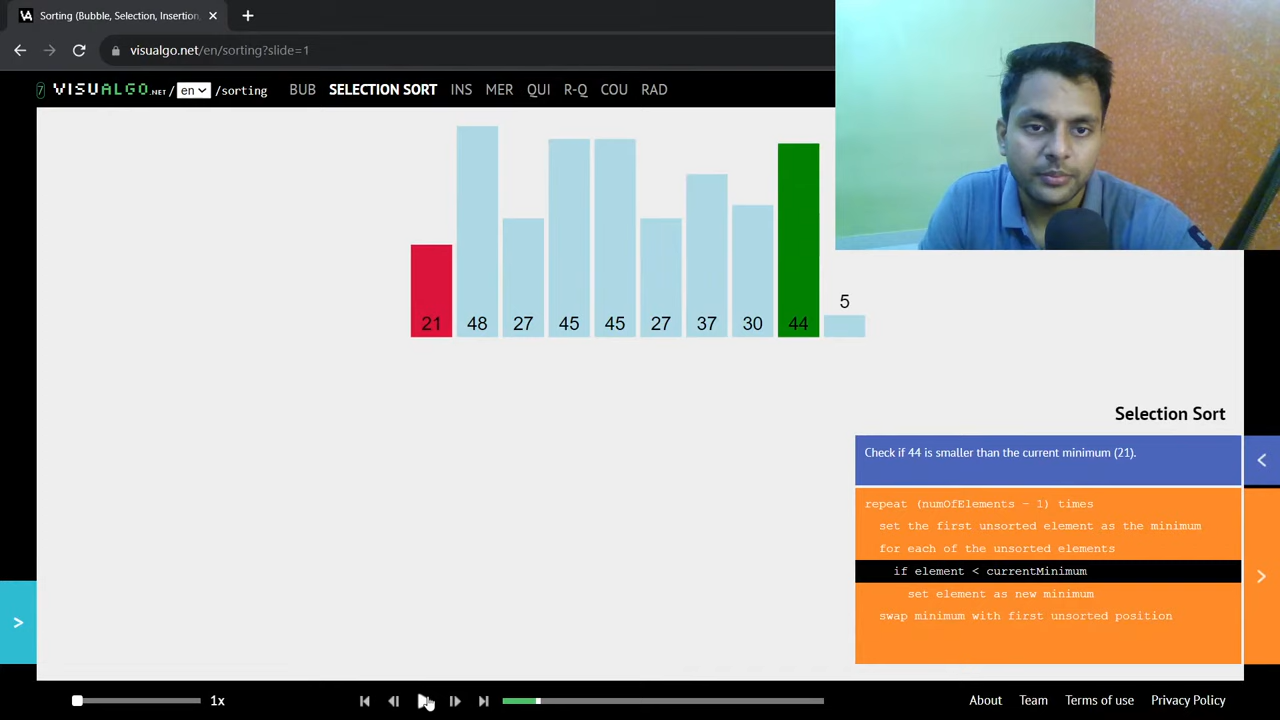 Sorting (Bubble, Selection, Insertion,
visualgo.net/en/sorting?slide=1
7 VISUALGO.NET / en /sorting BUB SELECTION SORT INS MER QUI R-Q COU RAD
5
21 48 27 45 45 27 37 30 44
Selection Sort
Check if 44 is smaller than the current minimum (21).
repeat (numOfElements - 1) times
set the first unsorted element as the minimum
for each of the unsorted elements
if element < currentMinimum
set element as new minimum
swap minimum with first unsorted position
1x
About Team Terms of use Privacy Policy